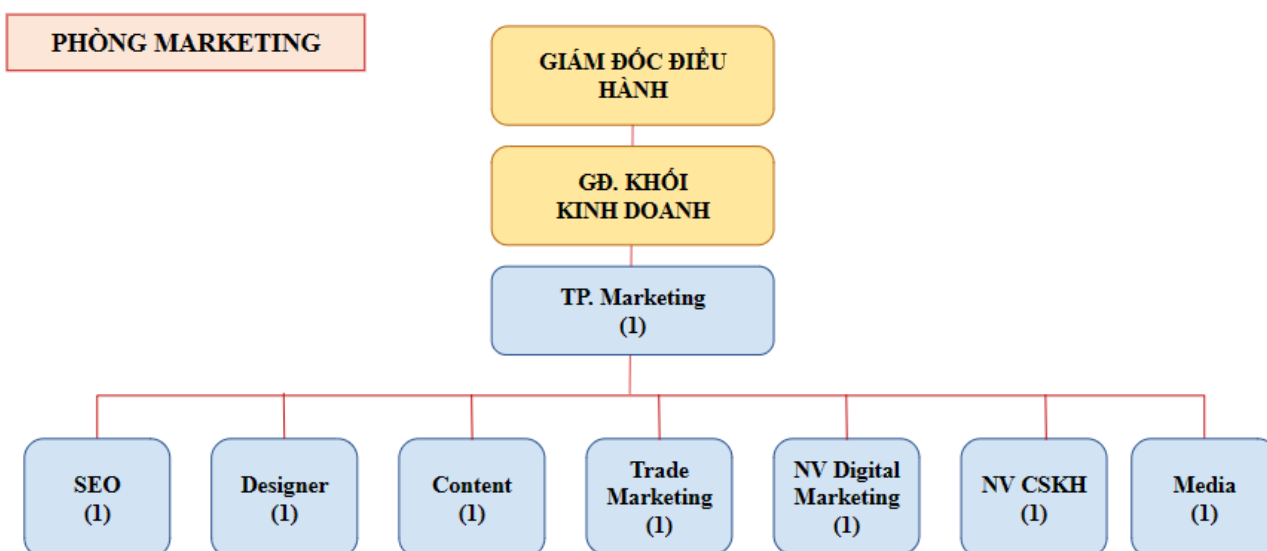 PHÒNG MARKETING
GIÁM ĐỐC ĐIỀU
HÀNH
GĐ. KHỐI
KINH DOANH
TP. Marketing
(1)
SEO
(1)
Designer
(1)
Content
(1)
Trade
Marketing
(1)
NV Digital
Marketing
(1)
NV CSKH
(1)
Media
(1)